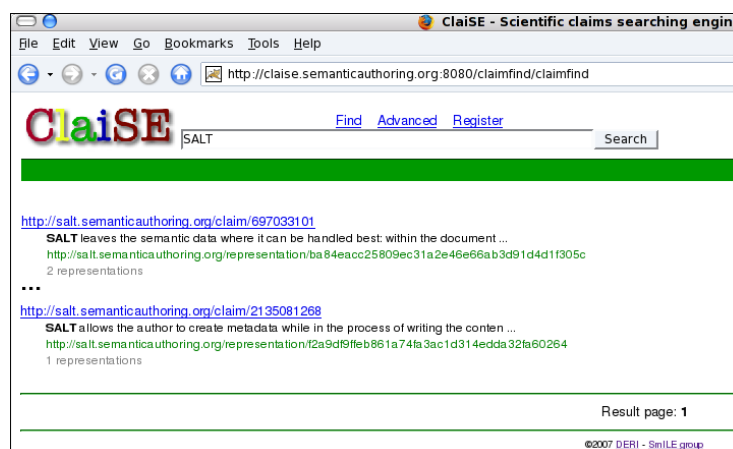 ClaiSE - Scientific claims searching engin
File Edit View Go Bookmarks Tools Help
http://claise.semanticauthoring.org:8080/claimfind/claimfind
ClaiSE
Find Advanced Register
SALT Search
http://salt.semanticauthoring.org/claim/697033101
SALT leaves the semantic data where it can be handled best: within the document ...
http://salt.semanticauthoring.org/representation/ba84eacc25809ec31a2e46e66ab3d91d4d1f305c
2 representations
...
http://salt.semanticauthoring.org/claim/2135081268
SALT allows the author to create metadata while in the process of writing the conten ...
http://salt.semanticauthoring.org/representation/f2a9df9ffeb861a74fa3ac1d314edda32fa60264
1 representations
Result page: 1
©2007 DERI - SmILE group